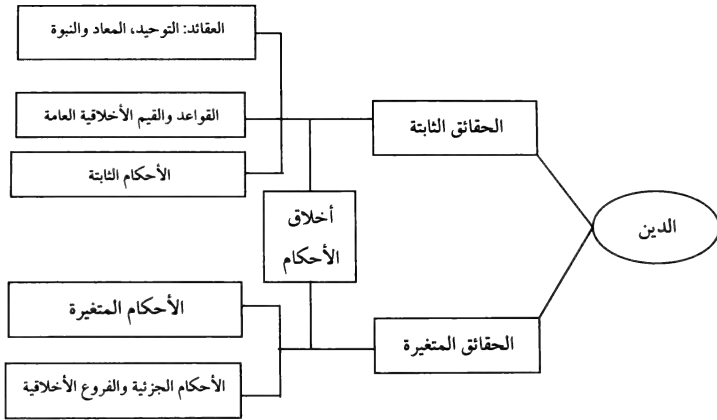 الدين
الحقائق الثابتة
العقائد: التوحيد، المعاد والنبوة
القواعد والقيم الأخلاقية العامة
الأحكام الثابتة
أخلاق
الأحكام
الحقائق المتغيرة
الأحكام المتغيرة
الأحكام الجزئية والفروع الأخلاقية